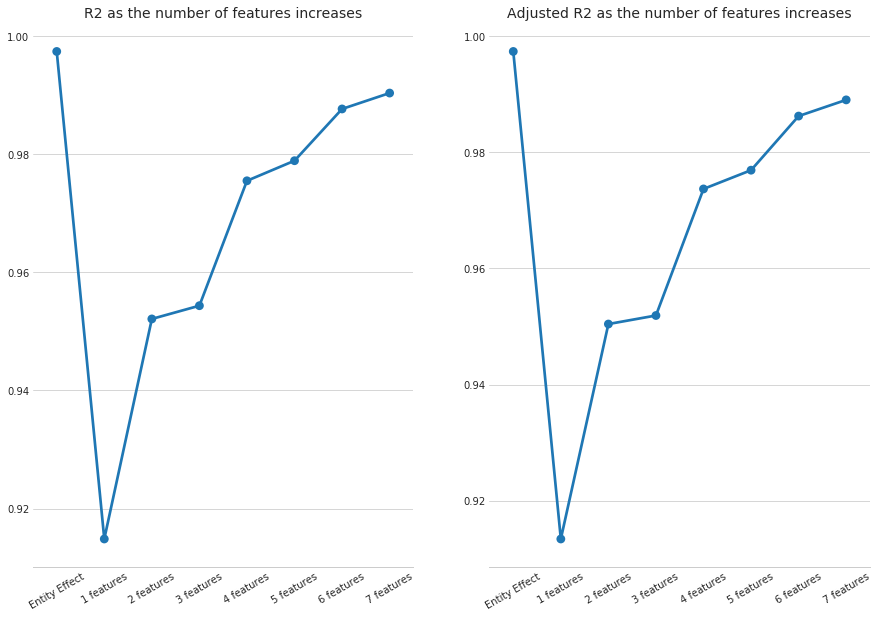 R2 as the number of features increases
1.00
0.98
0.96
0.94
0.92
Entity Effect
1 features
2 features
3 features
4 features
5 features
6 features
7 features
Adjusted R2 as the number of features increases
1.00
0.98
0.96
0.94
0.92
Entity Effect
1 features
2 features
3 features
4 features
5 features
6 features
7 features